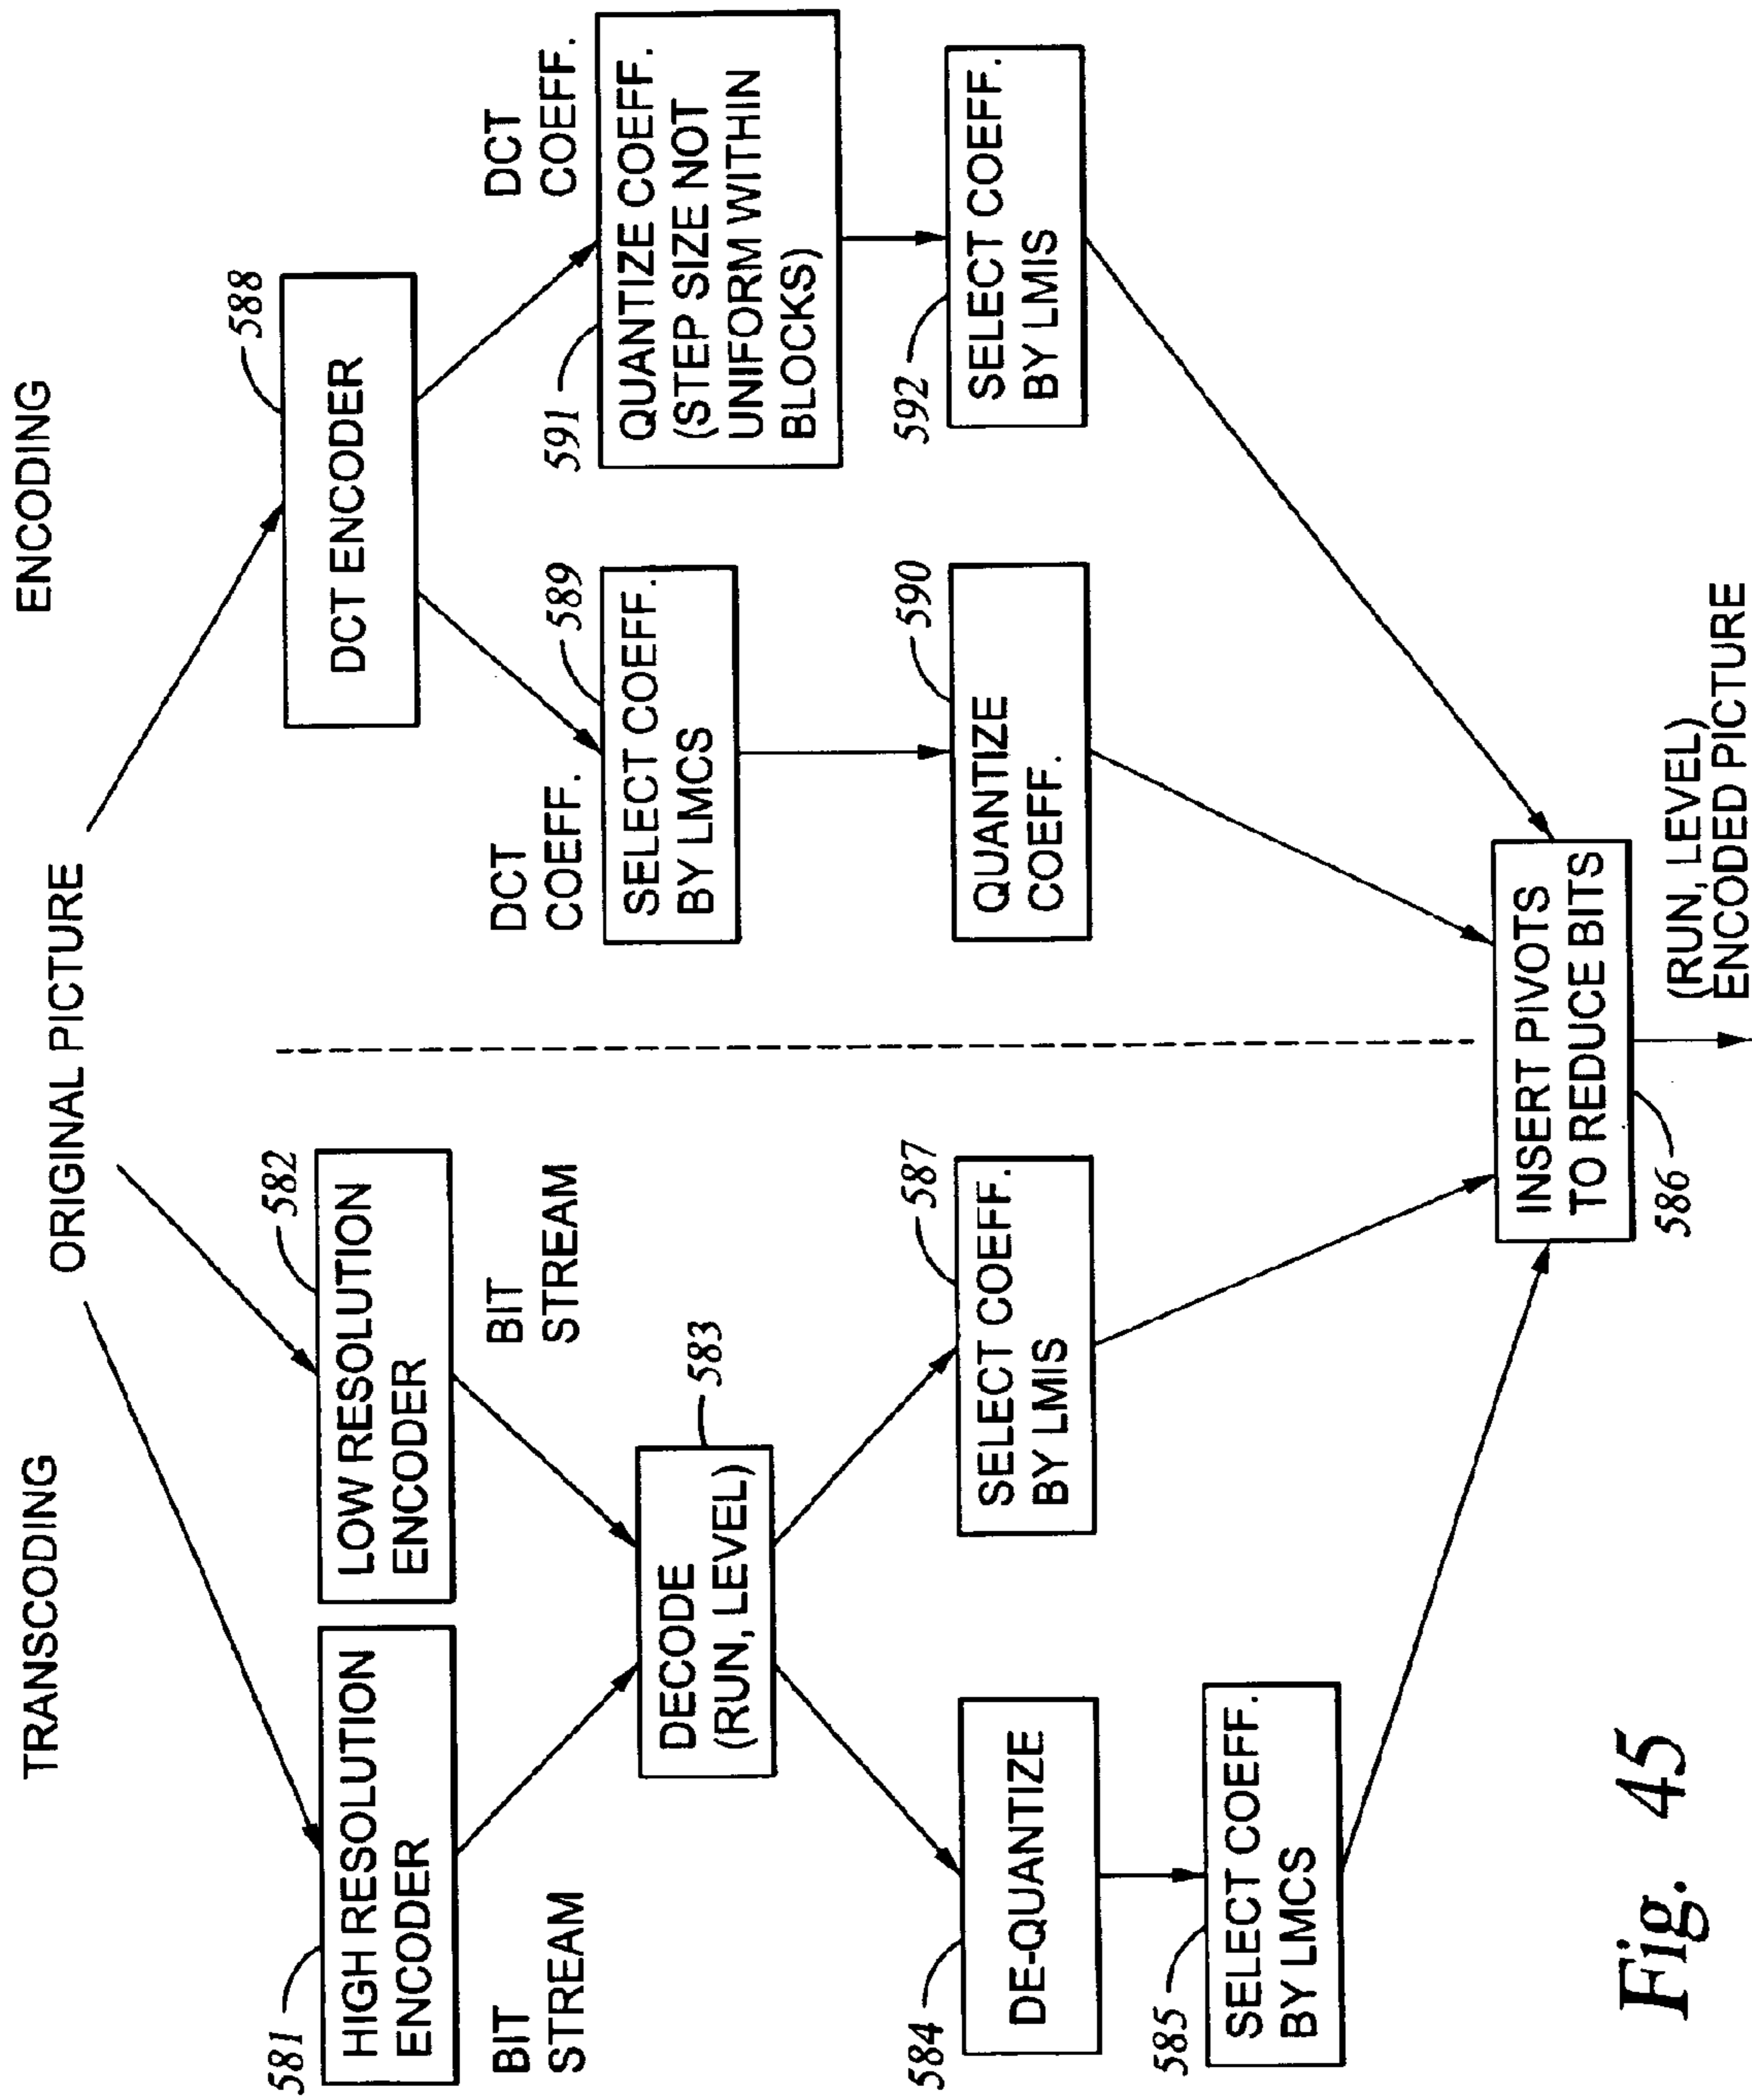 TRANSCODING
ORIGINAL PICTURE
ENCODING
581
HIGH RESOLUTION
ENCODER
582
LOW RESOLUTION
ENCODER
588
DCT ENCODER
BIT
STREAM
BIT
STREAM
DCT
COEFF.
DCT
COEFF.
583
DECODE
(RUN, LEVEL)
589
SELECT COEFF.
BY LMCS
591
QUANTIZE COEFF.
(STEP SIZE NOT
UNIFORM WITHIN
BLOCKS)
584
DE-QUANTIZE
587
SELECT COEFF.
BY LMIS
590
QUANTIZE
COEFF.
592
SELECT COEFF.
BY LMIS
585
SELECT COEFF.
BY LMCS
586
INSERT PIVOTS
TO REDUCE BITS
(RUN, LEVEL)
ENCODED PICTURE
Fig. 45